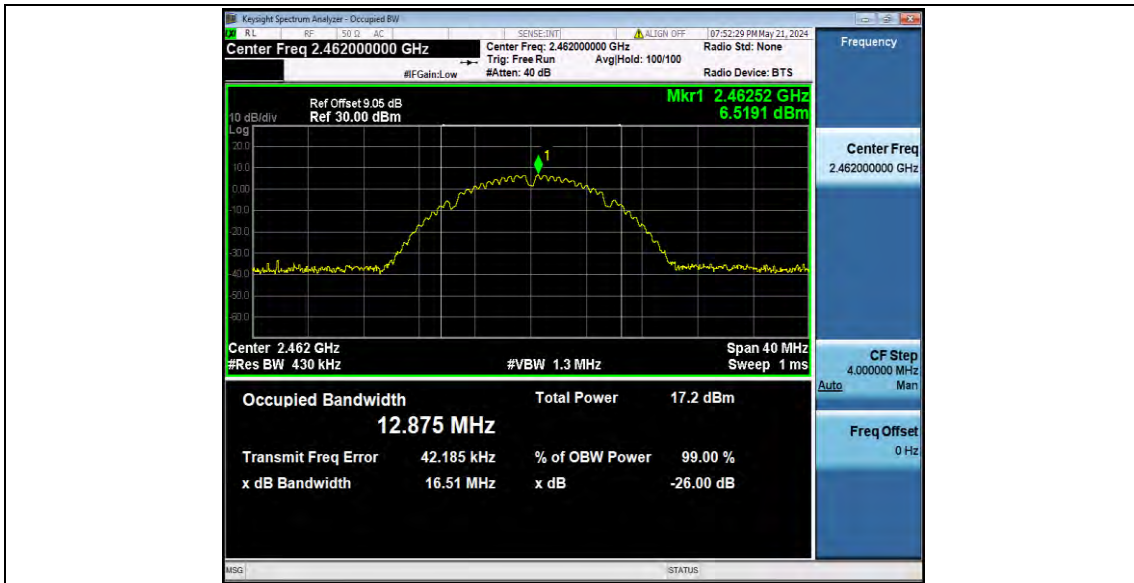 Keysight Spectrum Analyzer - Occupied BW
RL RF 50 Ω AC SENSE:INT ALIGN OFF 07:52:29 PM May 21, 2024
Center Freq 2.462000000 GHz
Center Freq: 2.462000000 GHz
Radio Std: None
Trig: Free Run Avg|Hold: 100/100
#IFGain:Low
#Atten: 40 dB
Radio Device: BTS
Frequency
Mkr1 2.46252 GHz
6.5191 dBm
Ref Offset 9.05 dB
10 dB/div Ref 30.00 dBm
Log
20.0
10.0
0.00
-10.0
-20.0
-30.0
-40.0
-50.0
-60.0
1
Center 2.462 GHz
Span 40 MHz
#Res BW 430 kHz
#VBW 1.3 MHz
Sweep 1 ms
Occupied Bandwidth
12.875 MHz
Total Power 17.2 dBm
Transmit Freq Error 42.185 kHz
% of OBW Power 99.00 %
x dB Bandwidth 16.51 MHz
x dB -26.00 dB
Center Freq
2.462000000 GHz
CF Step
4.000000 MHz
Auto Man
Freq Offset
0 Hz
MSG
STATUS